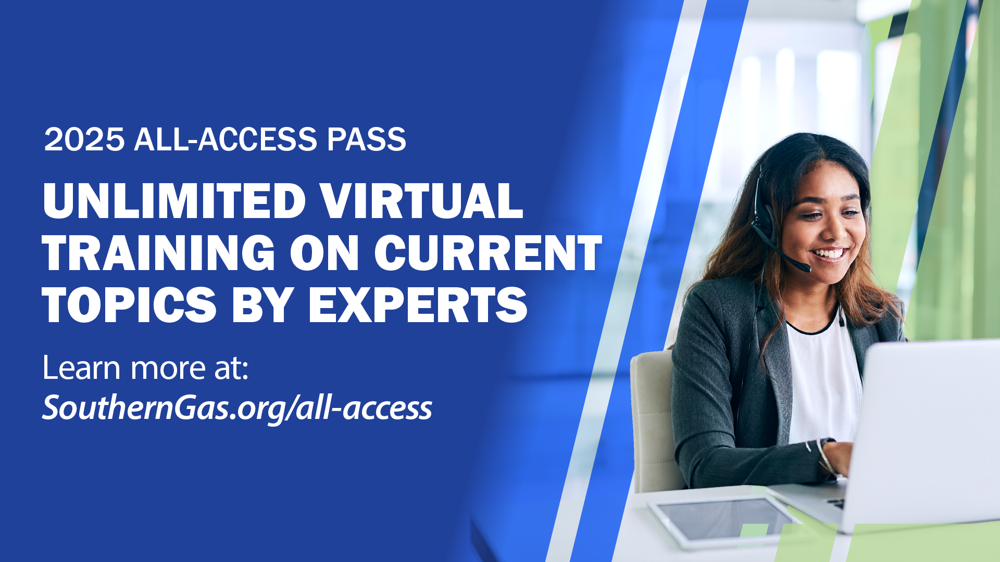 2025 ALL-ACCESS PASS
UNLIMITED VIRTUAL
TRAINING ON CURRENT
TOPICS BY EXPERTS
Learn more at:
SouthernGas.org/all-access